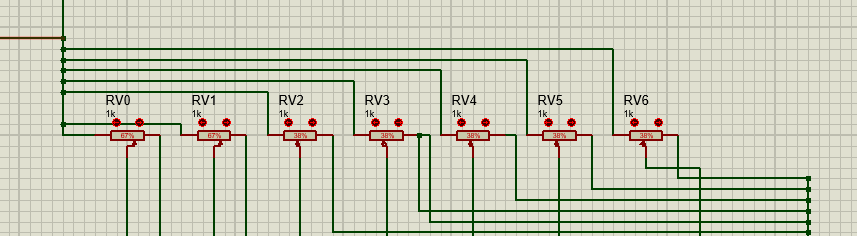 RV0 RV1 RV2 RV3 RV4 RV5 RV6
1k 1k 1k 1k 1k 1k 1k
67% 67% 38% 38% 38% 38% 38%